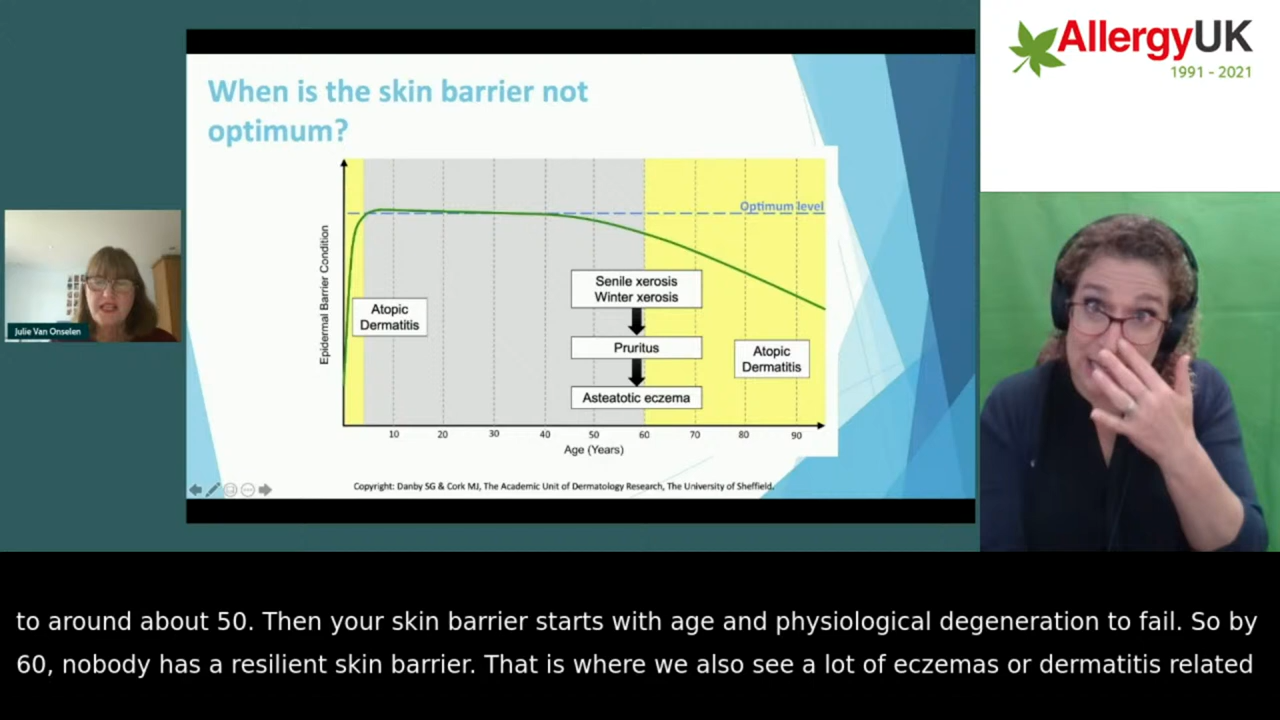 AllergyUK
1991 - 2021
When is the skin barrier not
optimum?
Optimum level
Epidermal Barrier Condition
Senile xerosis
Winter xerosis
Atopic
Dermatitis
Pruritus
Atopic
Dermatitis
Asteatotic eczema
10 20 30 40 50 60 70 80 90
Age (Years)
Copyright: Danby SG & Cork MJ, The Academic Unit of Dermatology Research, The University of Sheffield.
Julie Van Onselen
to around about 50. Then your skin barrier starts with age and physiological degeneration to fail. So by
60, nobody has a resilient skin barrier. That is where we also see a lot of eczemas or dermatitis related